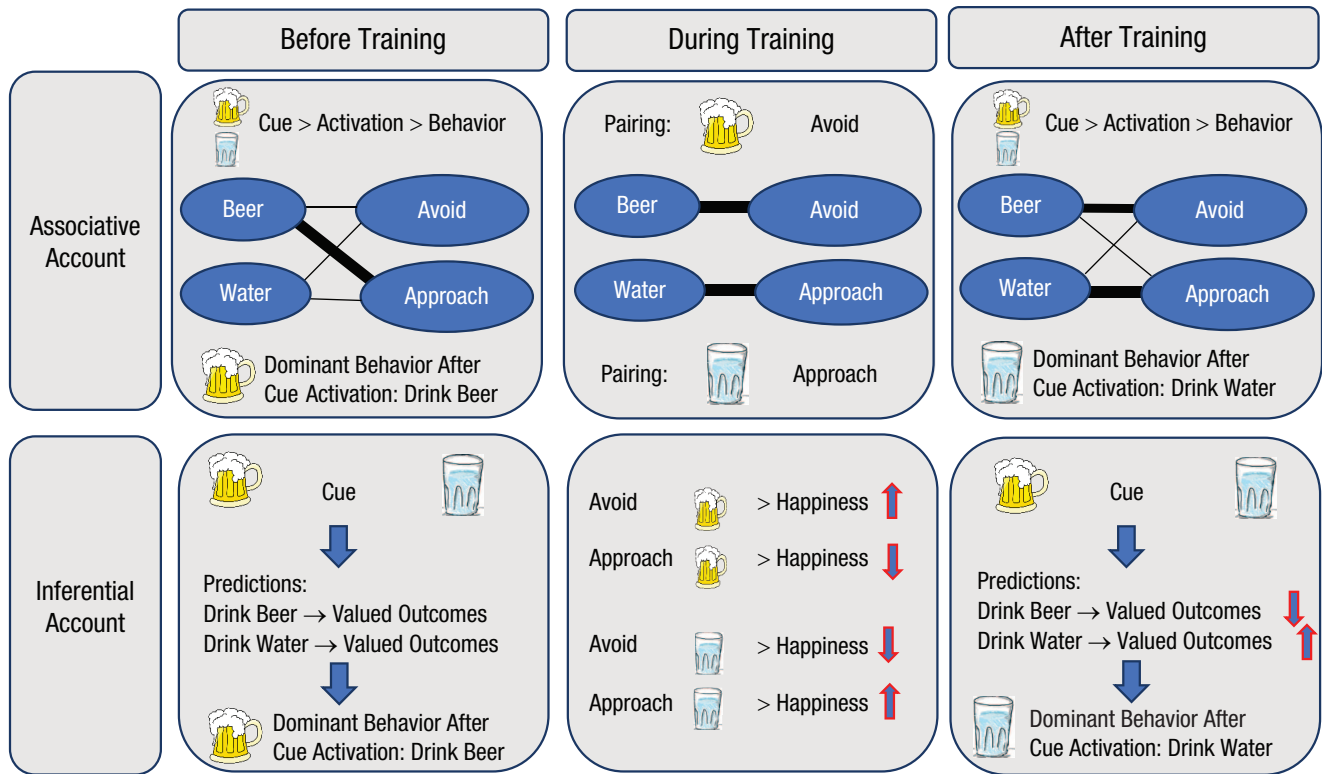 Before Training
During Training
After Training
Associative
Account
Cue > Activation > Behavior
Beer
Avoid
Water
Approach
Dominant Behavior After
Cue Activation: Drink Beer
Pairing: Avoid
Beer
Avoid
Water
Approach
Pairing: Approach
Cue > Activation > Behavior
Beer
Avoid
Water
Approach
Dominant Behavior After
Cue Activation: Drink Water
Inferential
Account
Cue
Predictions:
Drink Beer → Valued Outcomes
Drink Water → Valued Outcomes
Dominant Behavior After
Cue Activation: Drink Beer
Avoid > Happiness
Approach > Happiness
Avoid > Happiness
Approach > Happiness
Cue
Predictions:
Drink Beer → Valued Outcomes
Drink Water → Valued Outcomes
Dominant Behavior After
Cue Activation: Drink Water